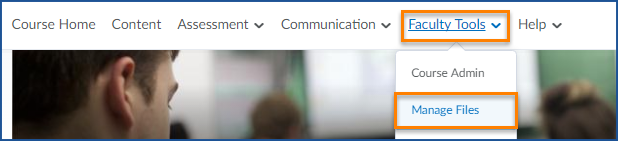 Course Home Content Assessment Communication Faculty Tools Help
Course Admin
Manage Files